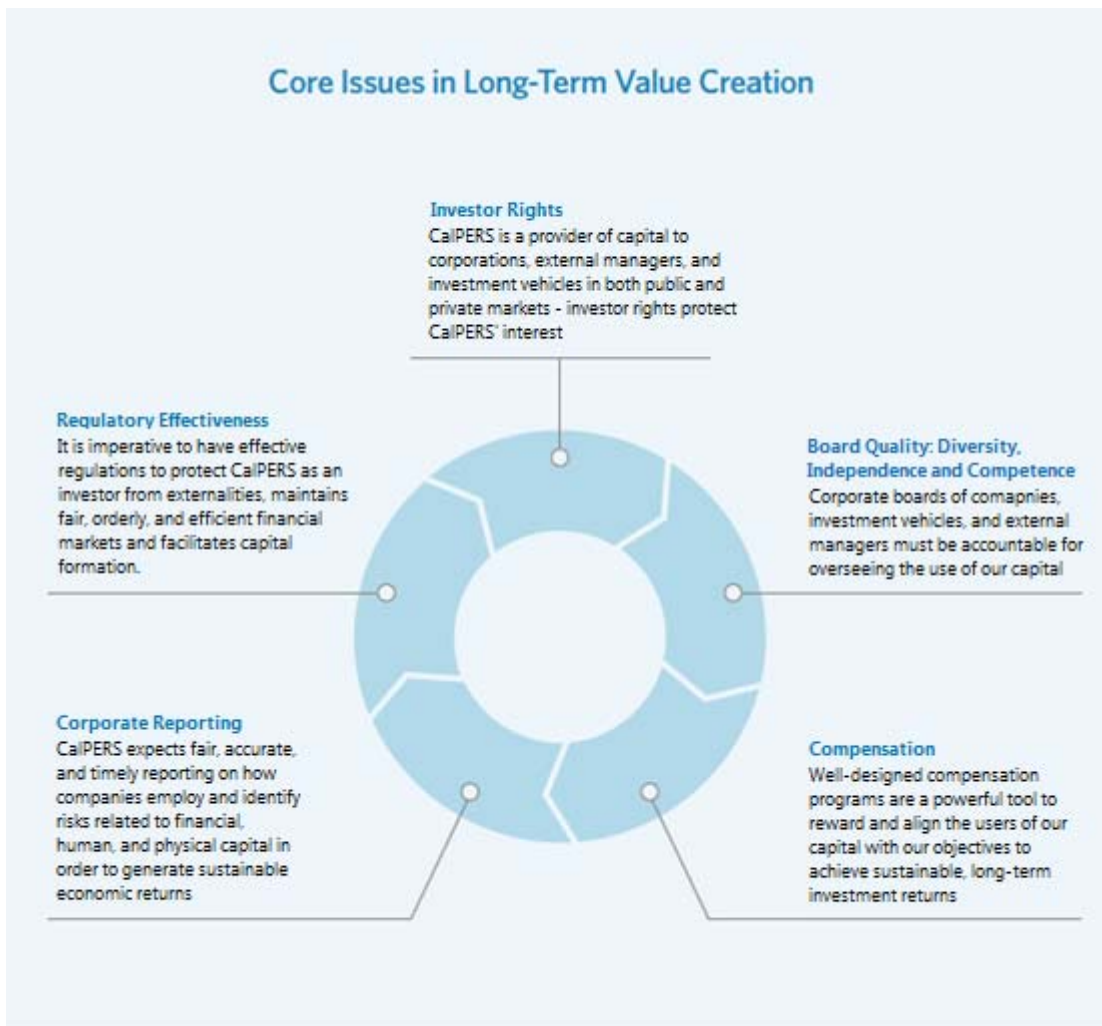 Core Issues in Long-Term Value Creation
Investor Rights
CalPERS is a provider of capital to
corporations, external managers, and
investment vehicles in both public and
private markets - investor rights protect
CalPERS' interest
Regulatory Effectiveness
It is imperative to have effective
regulations to protect CalPERS as an
investor from externalities, maintains
fair, orderly, and efficient financial
markets and facilitates capital
formation.
Board Quality: Diversity,
Independence and Competence
Corporate boards of comapnies,
investment vehicles, and external
managers must be accountable for
overseeing the use of our capital
Corporate Reporting
CalPERS expects fair, accurate,
and timely reporting on how
companies employ and identify
risks related to financial,
human, and physical capital in
order to generate sustainable
economic returns
Compensation
Well-designed compensation
programs are a powerful tool to
reward and align the users of our
capital with our objectives to
achieve sustainable, long-term
investment returns